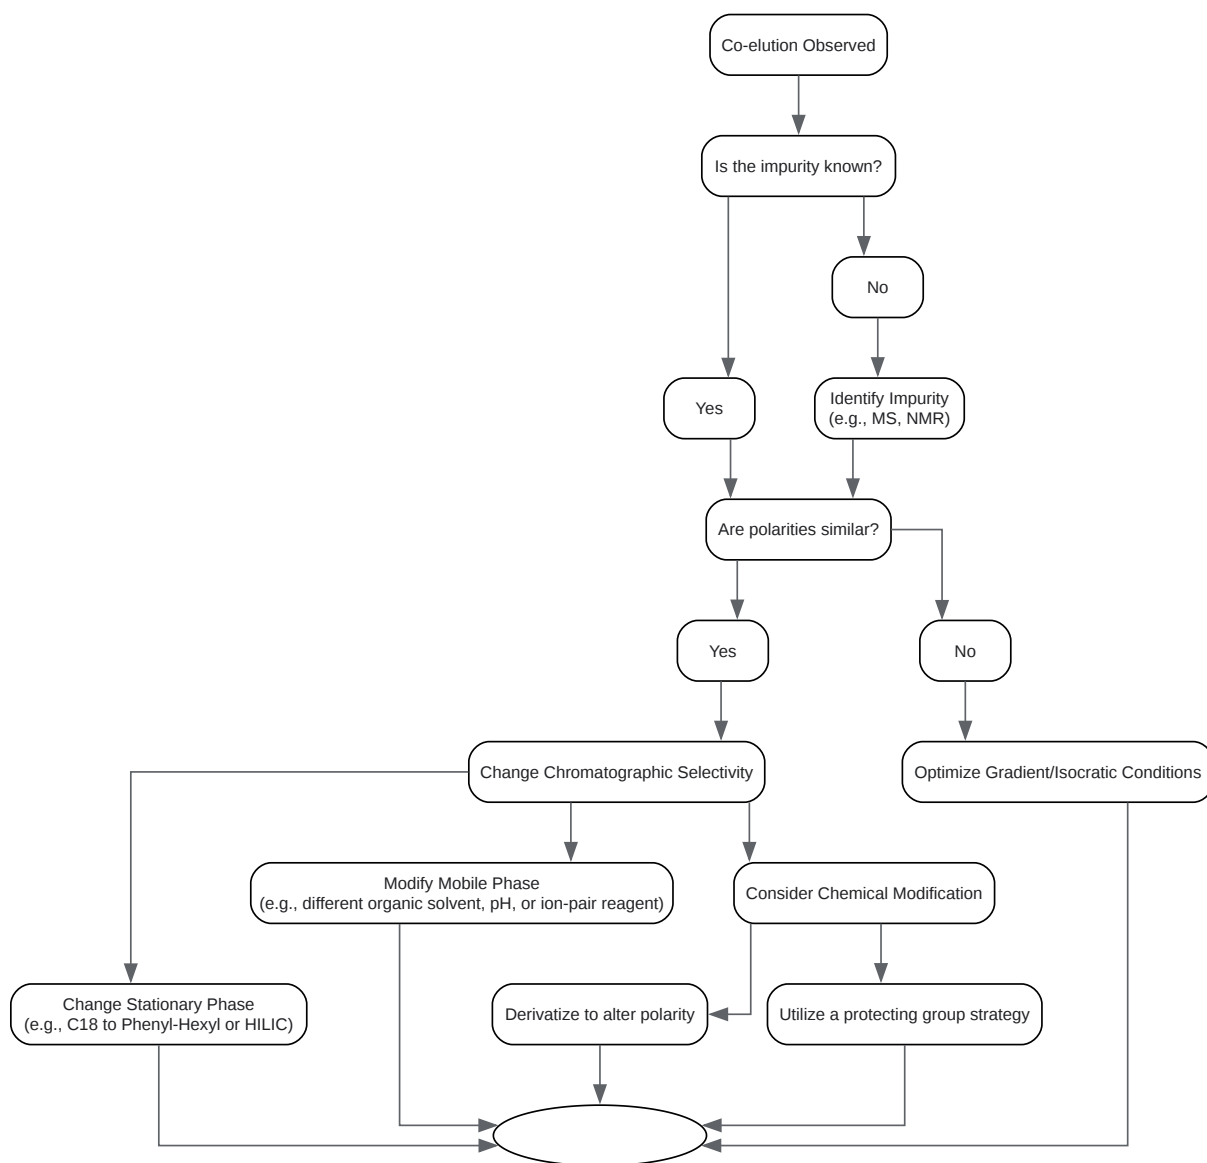 Co-elution Observed
Is the impurity known?
No
Yes
Identify Impurity
(e.g., MS, NMR)
Are polarities similar?
Yes
No
Change Chromatographic Selectivity
Optimize Gradient/Isocratic Conditions
Modify Mobile Phase
(e.g., different organic solvent, pH, or ion-pair reagent)
Consider Chemical Modification
Change Stationary Phase
(e.g., C18 to Phenyl-Hexyl or HILIC)
Derivatize to alter polarity
Utilize a protecting group strategy